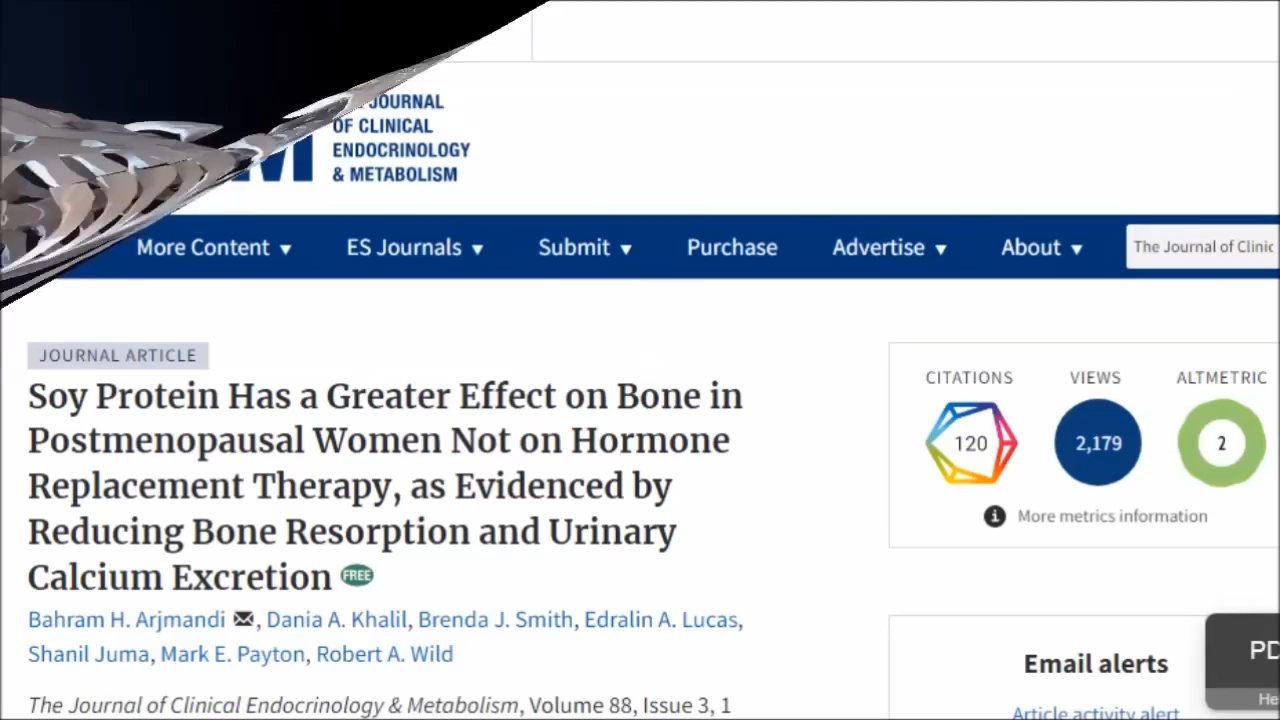 JOURNAL
OF CLINICAL
ENDOCRINOLOGY
& METABOLISM
More Content ES Journals Submit Purchase Advertise About The Journal of Clinic
JOURNAL ARTICLE
Soy Protein Has a Greater Effect on Bone in
Postmenopausal Women Not on Hormone
Replacement Therapy, as Evidenced by
Reducing Bone Resorption and Urinary
Calcium Excretion FREE
Bahram H. Arjmandi, Dania A. Khalil, Brenda J. Smith, Edralin A. Lucas,
Shanil Juma, Mark E. Payton, Robert A. Wild
The Journal of Clinical Endocrinology & Metabolism, Volume 88, Issue 3, 1
CITATIONS VIEWS ALTMETRIC
120 2,179 2
More metrics information
Email alerts
Article activity alert
PD
He